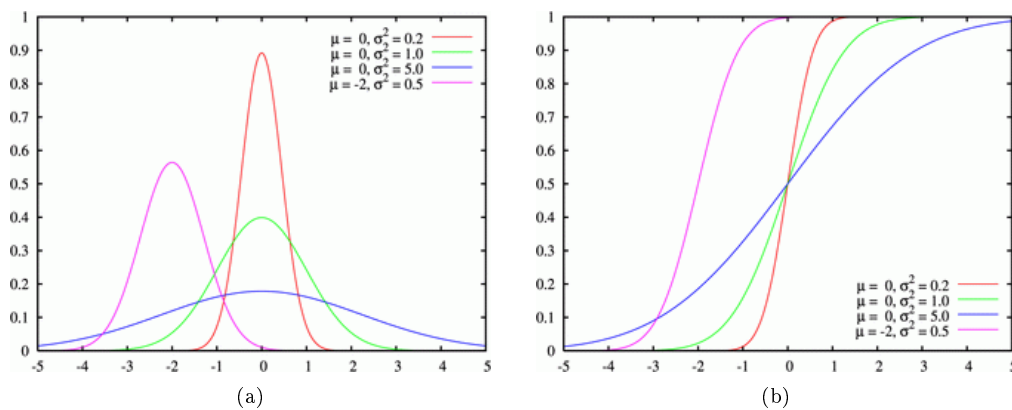 1
0.9
0.8
0.7
0.6
0.5
0.4
0.3
0.2
0.1
0
-5 -4 -3 -2 -1 0 1 2 3 4 5
μ = 0, σ² = 0.2
μ = 0, σ² = 1.0
μ = 0, σ² = 5.0
μ = -2, σ² = 0.5
(a)
1
0.9
0.8
0.7
0.6
0.5
0.4
0.3
0.2
0.1
0
-5 -4 -3 -2 -1 0 1 2 3 4 5
μ = 0, σ² = 0.2
μ = 0, σ² = 1.0
μ = 0, σ² = 5.0
μ = -2, σ² = 0.5
(b)